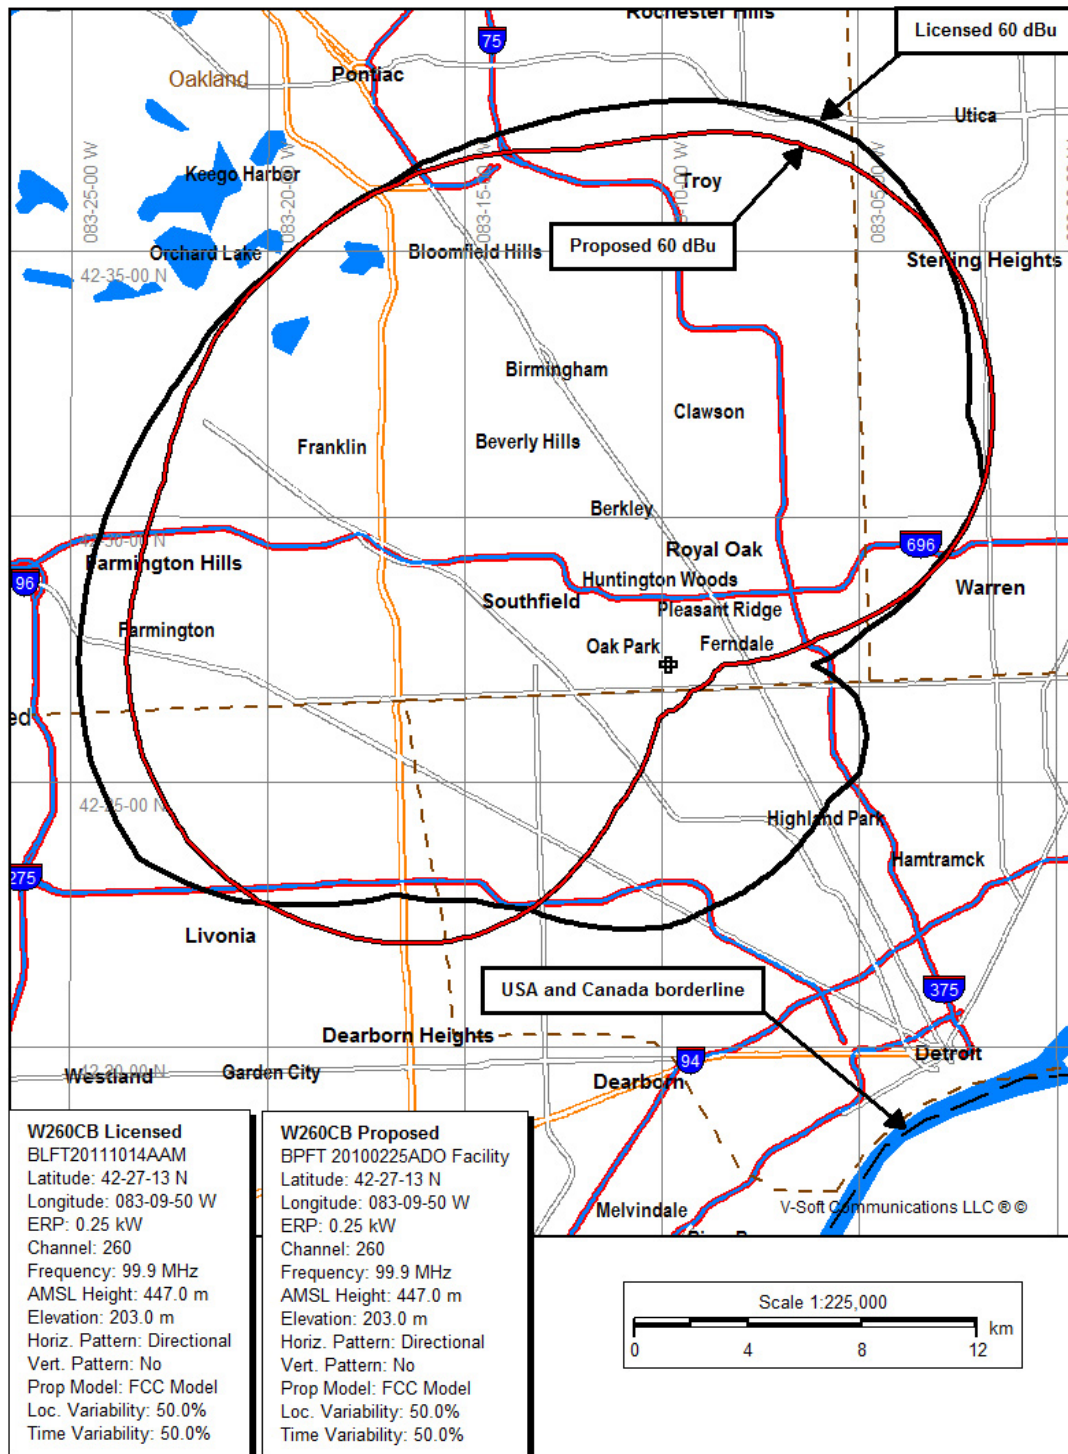 Rochester Hills
Licensed 60 dBu
75
Oakland
Pontiac
Utica
083-25-00 W
083-20-00 W
083-15-00 W
083-05-00 W
Keego Harbor
Troy
Proposed 60 dBu
Orchard Lake
Bloomfield Hills
Sterling Heights
42-35-00 N
Birmingham
Clawson
Franklin
Beverly Hills
Berkley
42-30-00 N
Royal Oak
696
Farmington Hills
96
Huntington Woods
Warren
Southfield
Pleasant Ridge
Farmington
Oak Park
Ferndale
42-25-00 N
Highland Park
Hamtramck
275
Livonia
USA and Canada borderline
375
Dearborn Heights
94
Detroit
Westland
42-20-00 N
Garden City
Dearborn
Melvindale
V-Soft Communications LLC ® ©
W260CB Licensed
BLFT20111014AAM
Latitude: 42-27-13 N
Longitude: 083-09-50 W
ERP: 0.25 kW
Channel: 260
Frequency: 99.9 MHz
AMSL Height: 447.0 m
Elevation: 203.0 m
Horiz. Pattern: Directional
Vert. Pattern: No
Prop Model: FCC Model
Loc. Variability: 50.0%
Time Variability: 50.0%
W260CB Proposed
BPFT 20100225ADO Facility
Latitude: 42-27-13 N
Longitude: 083-09-50 W
ERP: 0.25 kW
Channel: 260
Frequency: 99.9 MHz
AMSL Height: 447.0 m
Elevation: 203.0 m
Horiz. Pattern: Directional
Vert. Pattern: No
Prop Model: FCC Model
Loc. Variability: 50.0%
Time Variability: 50.0%
Scale 1:225,000
km
0 4 8 12